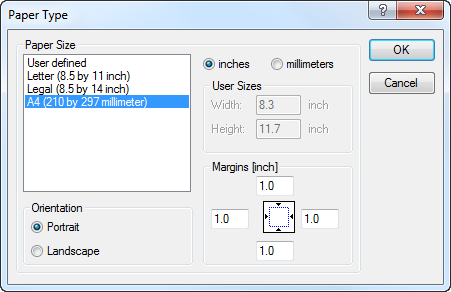 Paper Type
?
Paper Size
User defined
Letter (8.5 by 11 inch)
Legal (8.5 by 14 inch)
A4 (210 by 297 millimeter)
Orientation
Portrait
Landscape
inches millimeters
User Sizes
Width: 8.3 inch
Height: 11.7 inch
Margins [inch]
1.0
1.0 1.0
1.0
OK
Cancel